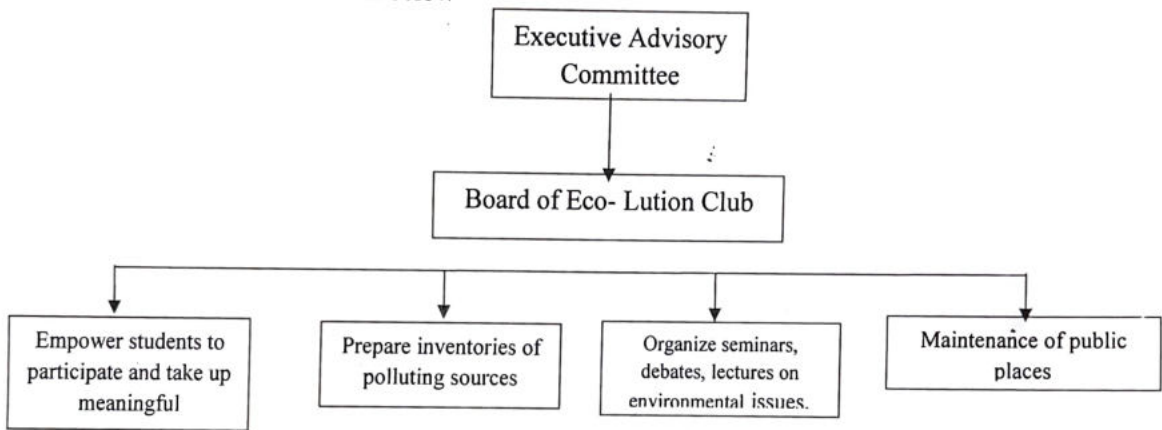 Executive Advisory
Committee
Board of Eco- Lution Club
Empower students to
participate and take up
meaningful
Prepare inventories of
polluting sources
Organize seminars,
debates, lectures on
environmental issues.
Maintenance of public
places